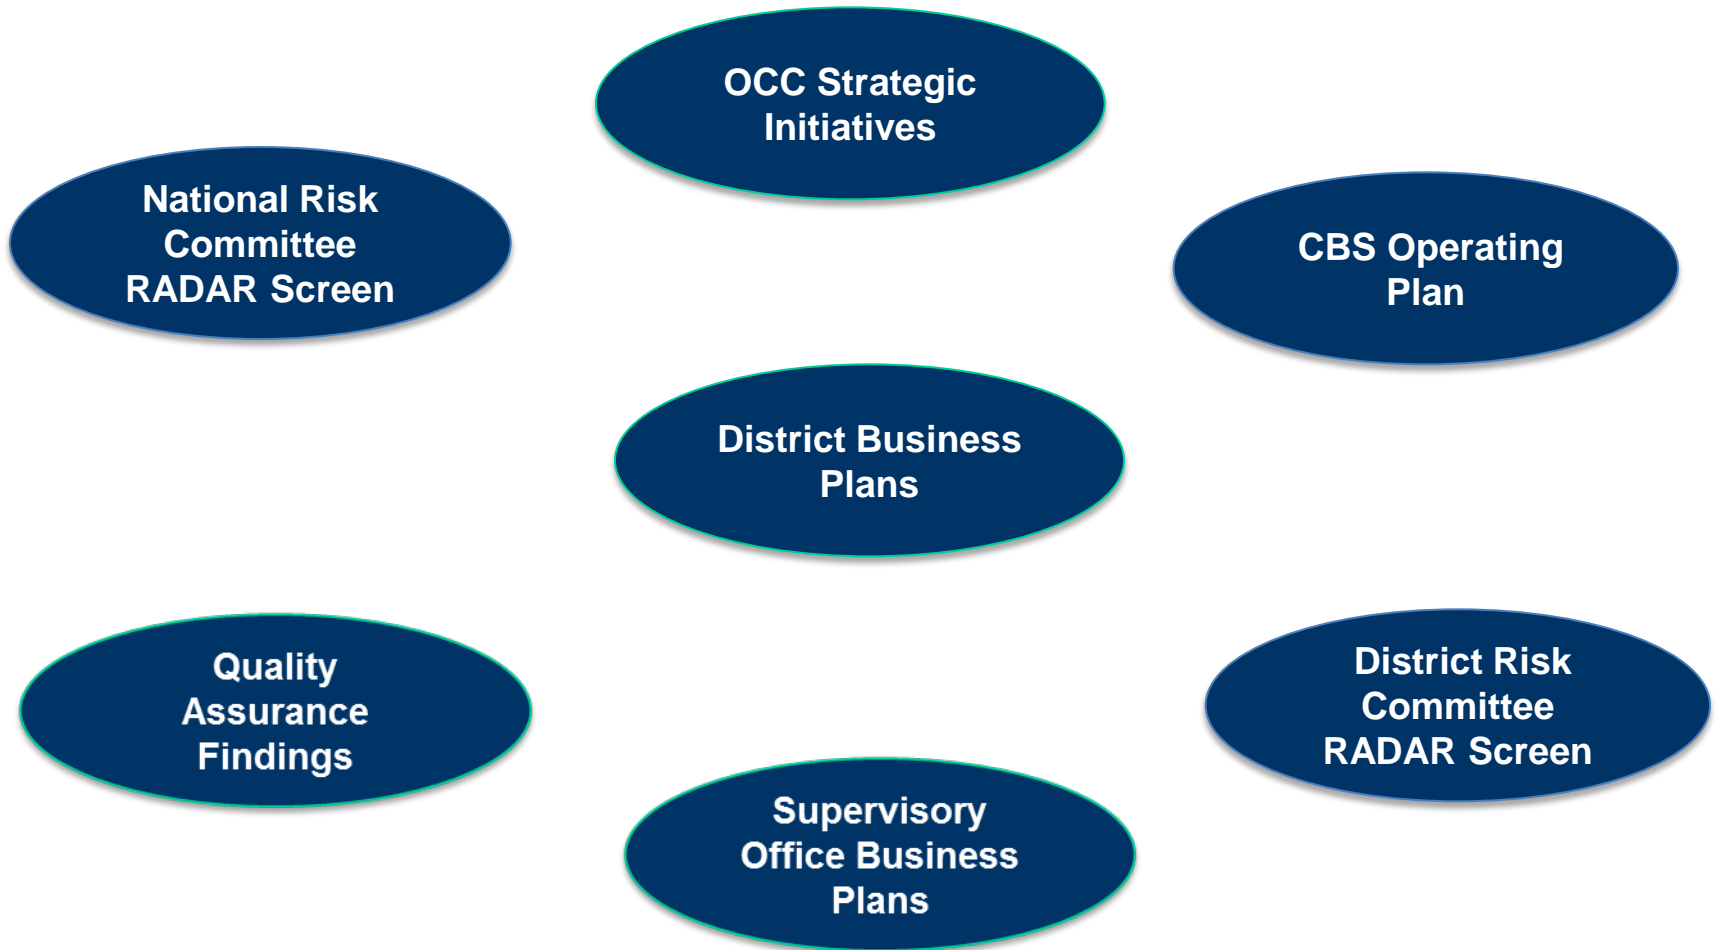 OCC Strategic
Initiatives
National Risk
Committee
RADAR Screen
CBS Operating
Plan
District Business
Plans
Quality
Assurance
Findings
District Risk
Committee
RADAR Screen
Supervisory
Office Business
Plans